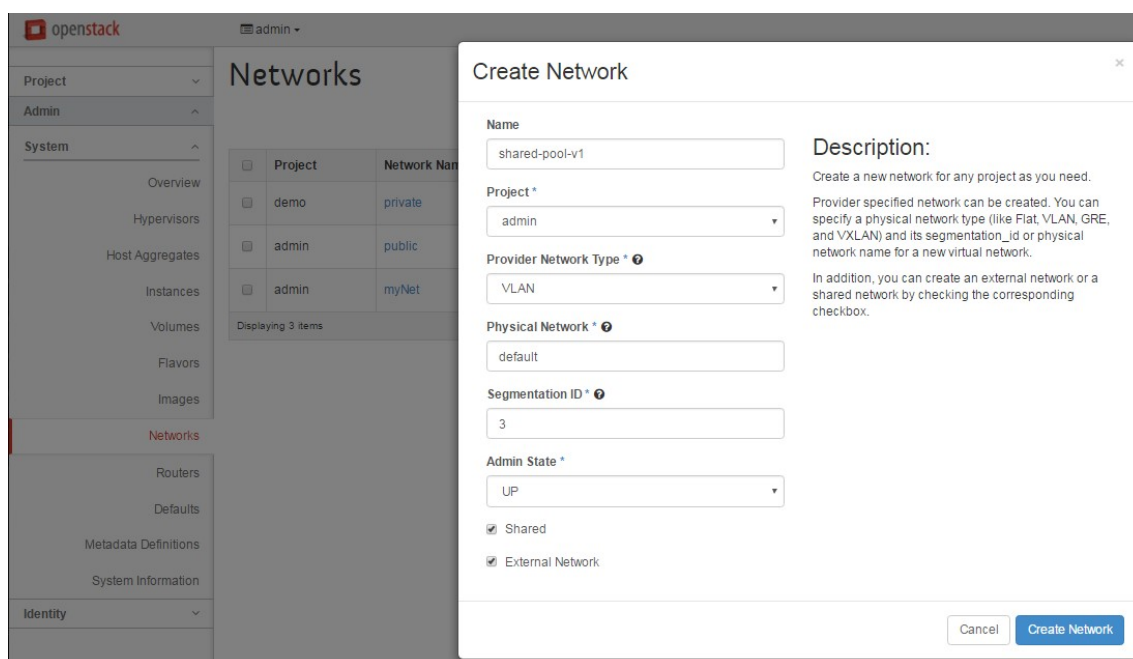 openstack
admin
Project
Admin
System
Overview
Hypervisors
Host Aggregates
Instances
Volumes
Flavors
Images
Networks
Routers
Defaults
Metadata Definitions
System Information
Identity
Networks
Project Network Nam
demo private
admin public
admin myNet
Displaying 3 items
Create Network
×
Name
shared-pool-v1
Project *
admin
Provider Network Type *
VLAN
Physical Network *
default
Segmentation ID *
3
Admin State *
UP
Shared
External Network
Description:
Create a new network for any project as you need.
Provider specified network can be created. You can
specify a physical network type (like Flat, VLAN, GRE,
and VXLAN) and its segmentation_id or physical
network name for a new virtual network.
In addition, you can create an external network or a
shared network by checking the corresponding
checkbox.
Cancel
Create Network